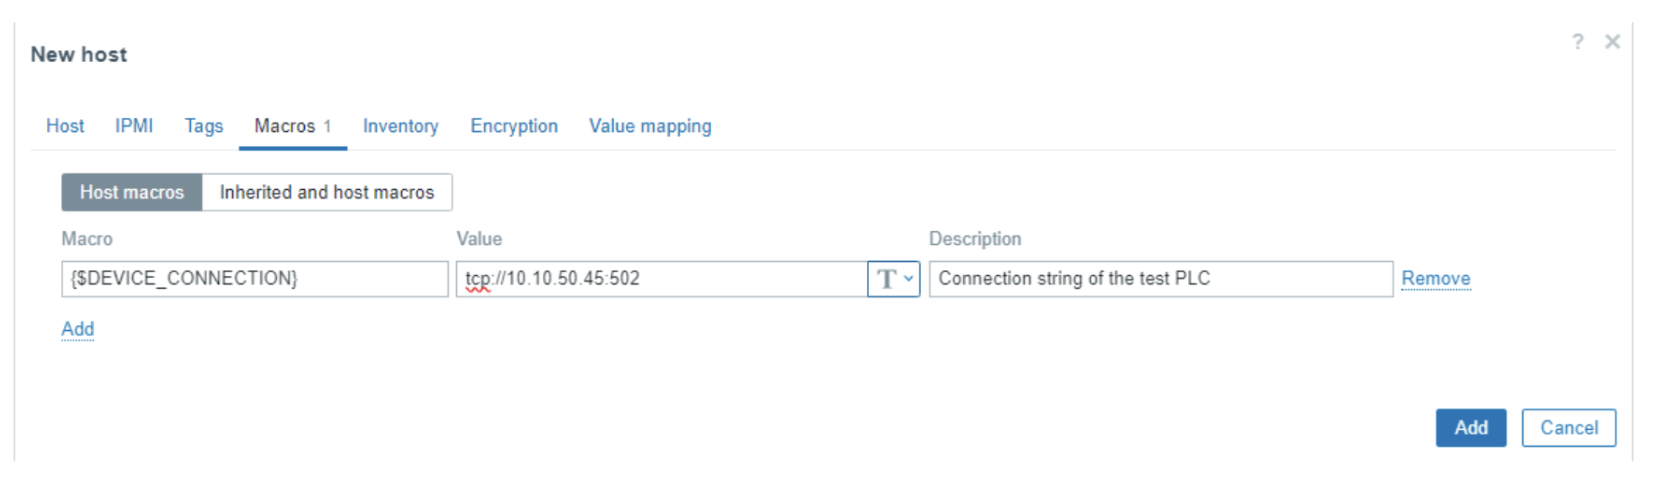 New host
? ×
Host IPMI Tags Macros 1 Inventory Encryption Value mapping
Host macros Inherited and host macros
Macro Value Description
{$DEVICE_CONNECTION} tcp://10.10.50.45:502 T Connection string of the test PLC Remove
Add
Add Cancel